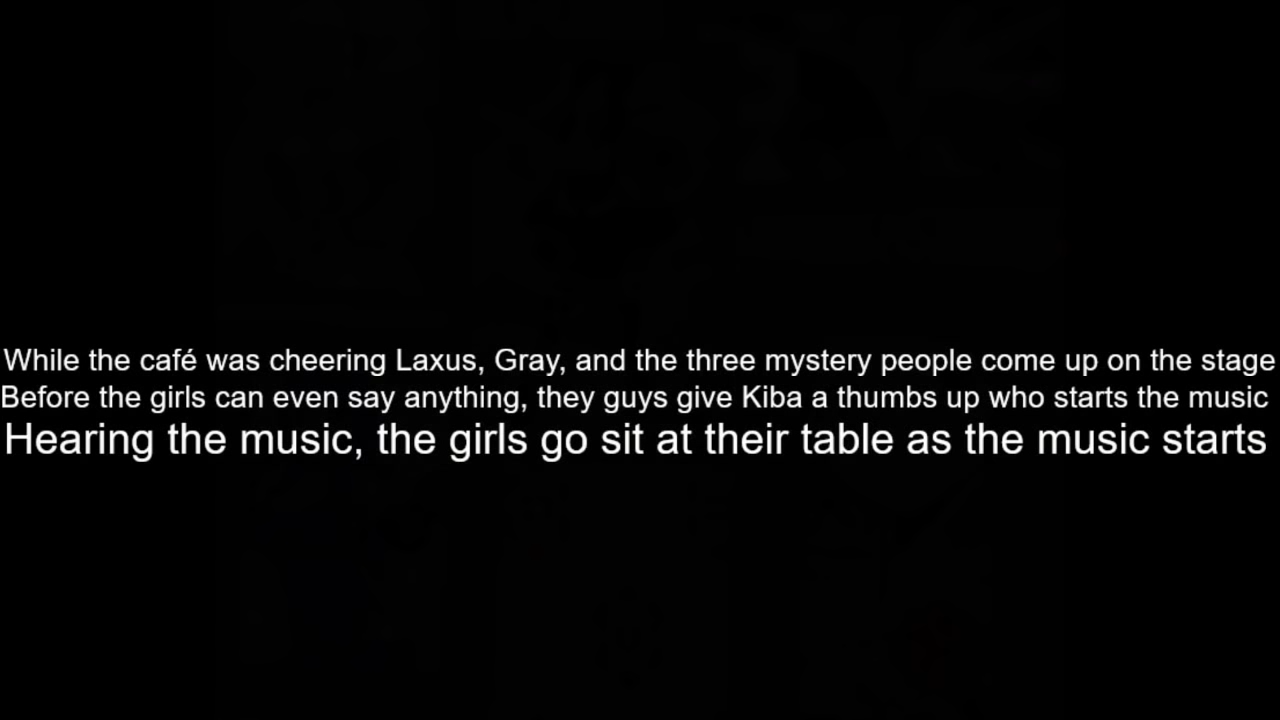 While the café was cheering Laxus, Gray, and the three mystery people come up on the stage
Before the girls can even say anything, they guys give Kiba a thumbs up who starts the music
Hearing the music, the girls go sit at their table as the music starts